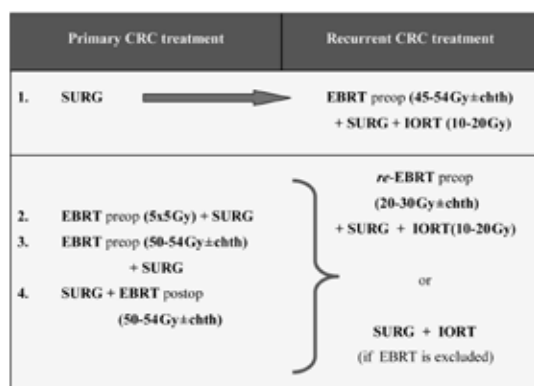 Primary CRC treatment
Recurrent CRC treatment
1. SURG
EBRT preop (45-54Gy±chth)
+ SURG + IORT (10-20Gy)
2. EBRT preop (5x5Gy) + SURG
3. EBRT preop (50-54Gy±chth)
+ SURG
4. SURG + EBRT postop
(50-54Gy±chth)
re-EBRT preop
(20-30Gy±chth)
+ SURG + IORT(10-20Gy)
or
SURG + IORT
(if EBRT is excluded)